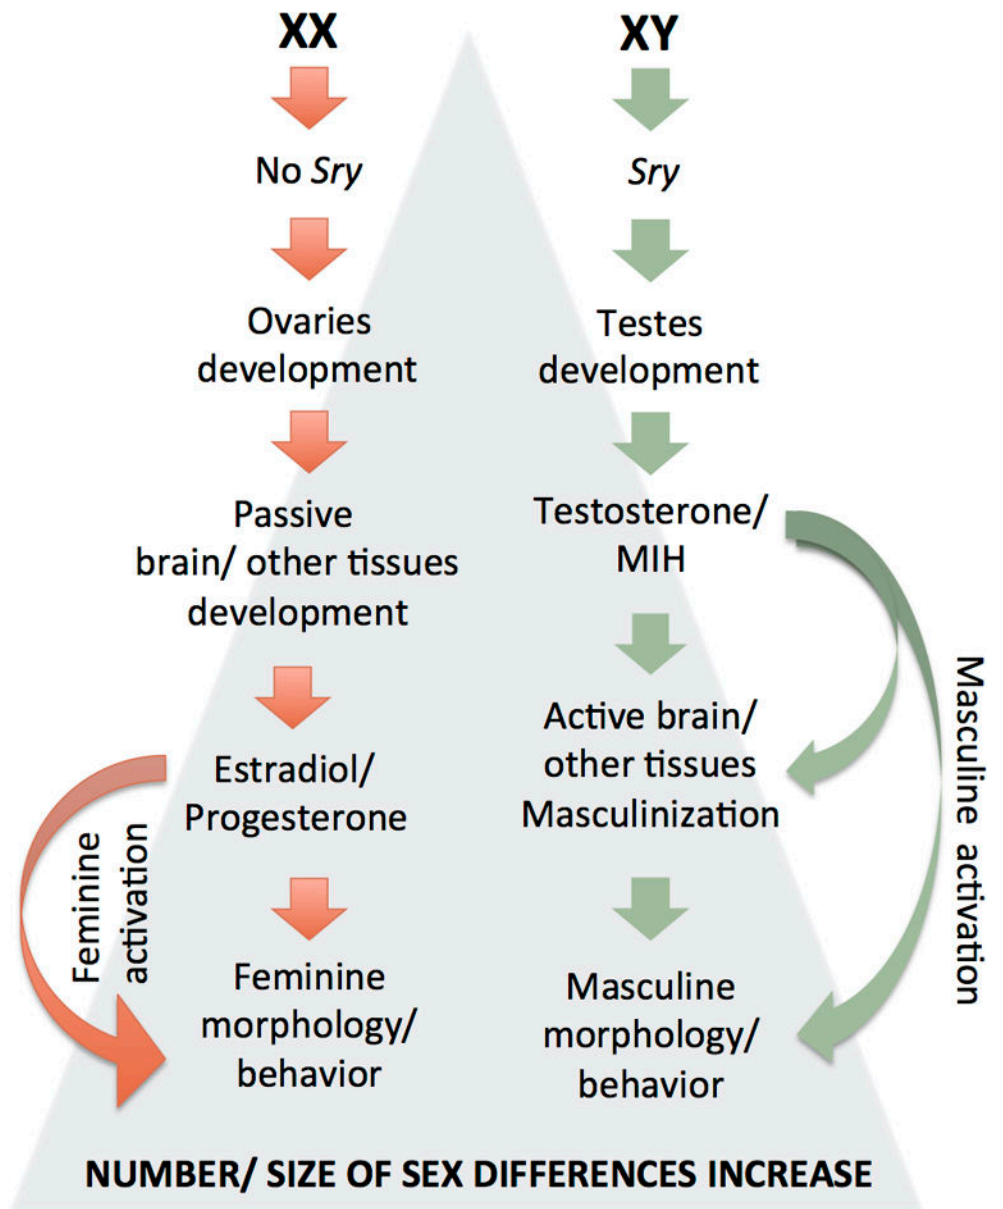 XX
No Sry
Ovaries
development
Passive
brain/ other tissues
development
Estradiol/
Progesterone
Feminine
activation
Feminine
morphology/
behavior
XY
Sry
Testes
development
Testosterone/
MIH
Active brain/
other tissues
Masculinization
Masculine activation
Masculine
morphology/
behavior
NUMBER/ SIZE OF SEX DIFFERENCES INCREASE